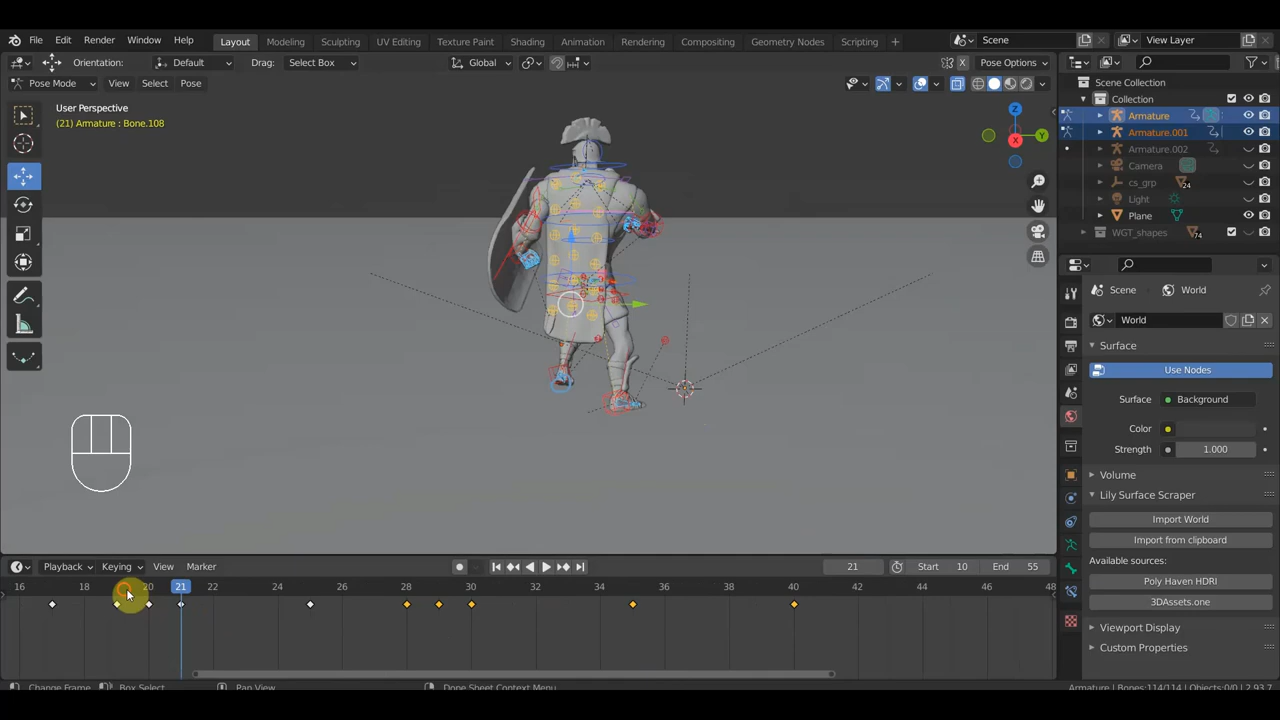 File Edit Render Window Help Layout Modeling Sculpting UV Editing Texture Paint Shading Animation Rendering Compositing Geometry Nodes Scripting + Scene View Layer
Orientation: Default Drag: Select Box Global X Pose Options
Pose Mode View Select Pose
User Perspective
(21) Armature : Bone.108
Z
Y
X
Scene Collection
Collection
Armature
Armature.001
Armature.002
Camera
cs_grp 24
Light
Plane
WGT_shapes 74
Scene World
World
Surface
Use Nodes
Surface Background
Color
Strength 1.000
Volume
Lily Surface Scraper
Import World
Import from clipboard
Available sources:
Poly Haven HDRI
3DAssets.one
Viewport Display
Custom Properties
Playback Keying View Marker 21 Start 10 End 55
16 18 20 21 22 24 26 28 30 32 34 36 38 40 42 44 46 48
Change Frame Box Select Pan View Dope Sheet Context Menu Armature | Bones:114/114 | Objects:0/0 | 2.93.7